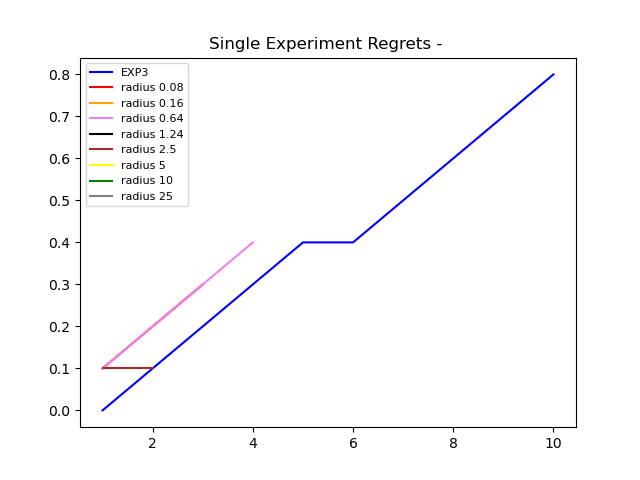 Single Experiment Regrets -
EXP3
radius 0.08
radius 0.16
radius 0.64
radius 1.24
radius 2.5
radius 5
radius 10
radius 25
0.8
0.7
0.6
0.5
0.4
0.3
0.2
0.1
0.0
2 4 6 8 10